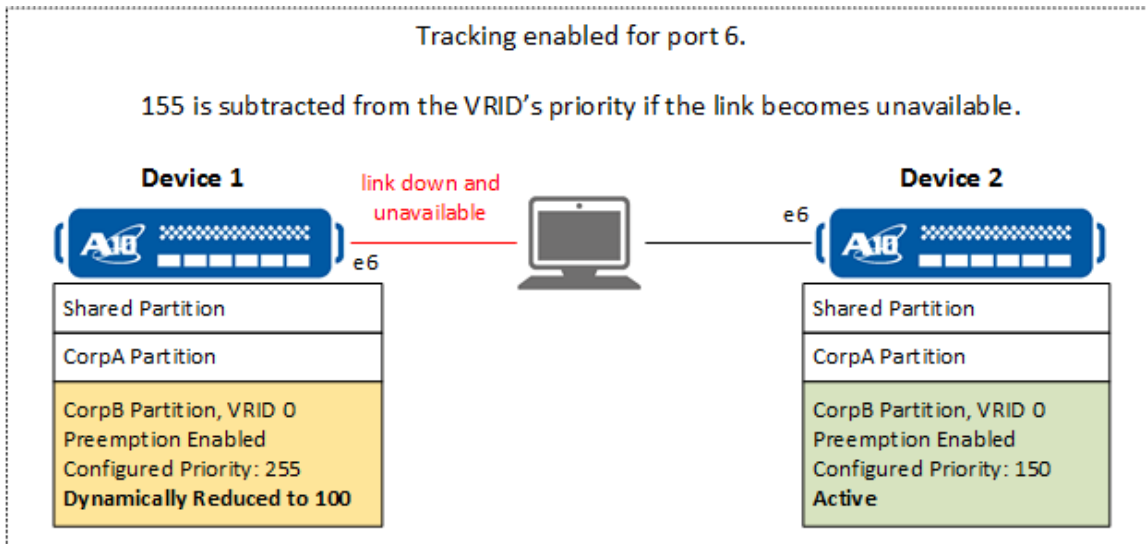 Tracking enabled for port 6.
155 is subtracted from the VRID's priority if the link becomes unavailable.
Device 1
link down and
unavailable
Device 2
A10
e6
e6
A10
Shared Partition
CorpA Partition
CorpB Partition, VRID 0
Preemption Enabled
Configured Priority: 255
Dynamically Reduced to 100
Shared Partition
CorpA Partition
CorpB Partition, VRID 0
Preemption Enabled
Configured Priority: 150
Active